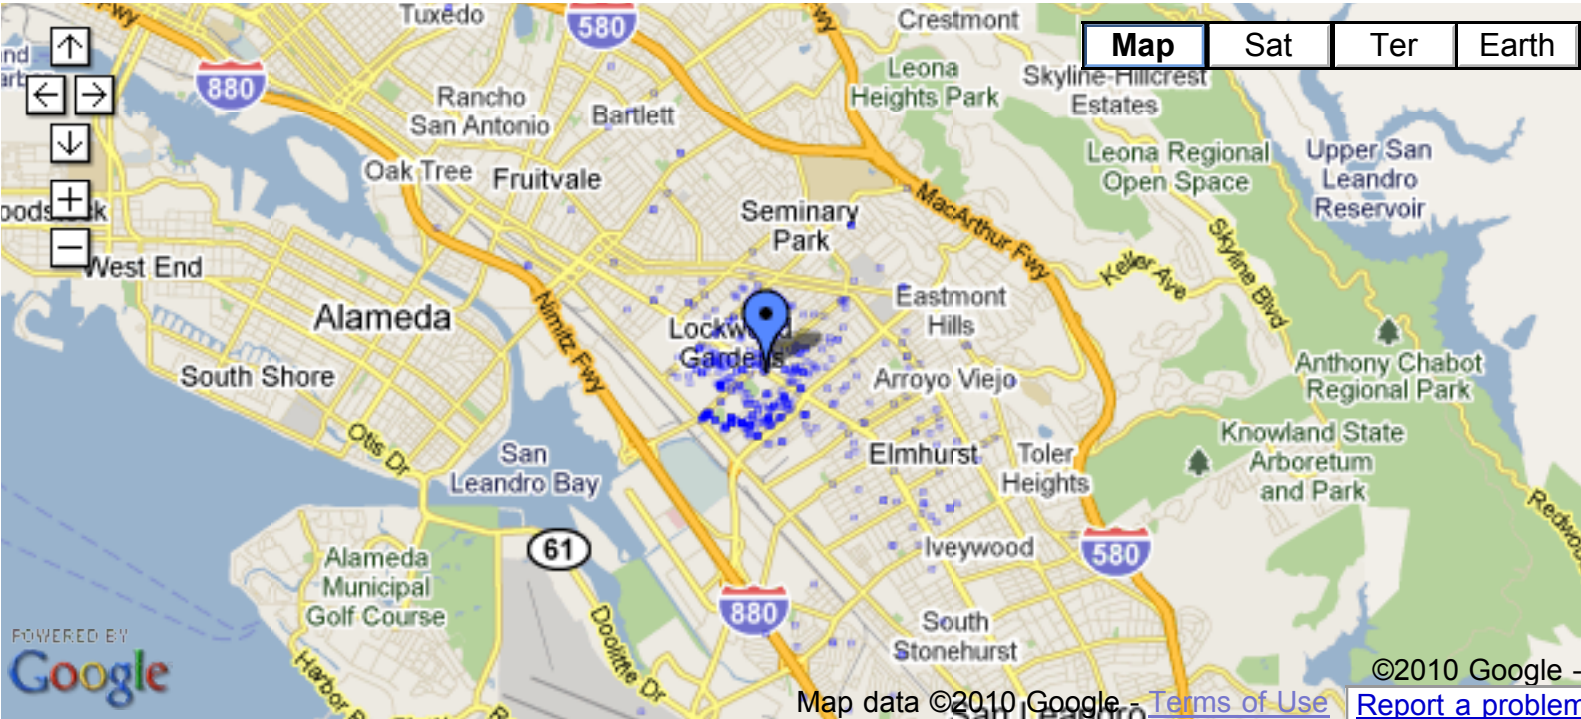 Tuxedo
Crestmont
580
Map
Sat
Ter
Earth
880
Leona
Heights Park
Skyline-Hillcrest
Estates
Rancho
San Antonio
Bartlett
Oak Tree
Fruitvale
Leona Regional
Open Space
Upper San
Leandro
Reservoir
Seminary
Park
MacArthur Fwy
Skyline Blvd
Keller Ave
West End
Alameda
Nimitz Fwy
Lockwood
Gardens
Eastmont
Hills
South Shore
Arroyo Viejo
Anthony Chabot
Regional Park
Otis Dr
San
Leandro Bay
Elmhurst
Toler
Heights
Knowland State
Arboretum
and Park
61
Alameda
Municipal
Golf Course
Iveywood
580
880
Doolittle Dr
South
Stonehurst
POWERED BY
Google
©2010 Google -
Map data ©2010 Google - Terms of Use
Report a problem
San Leandro